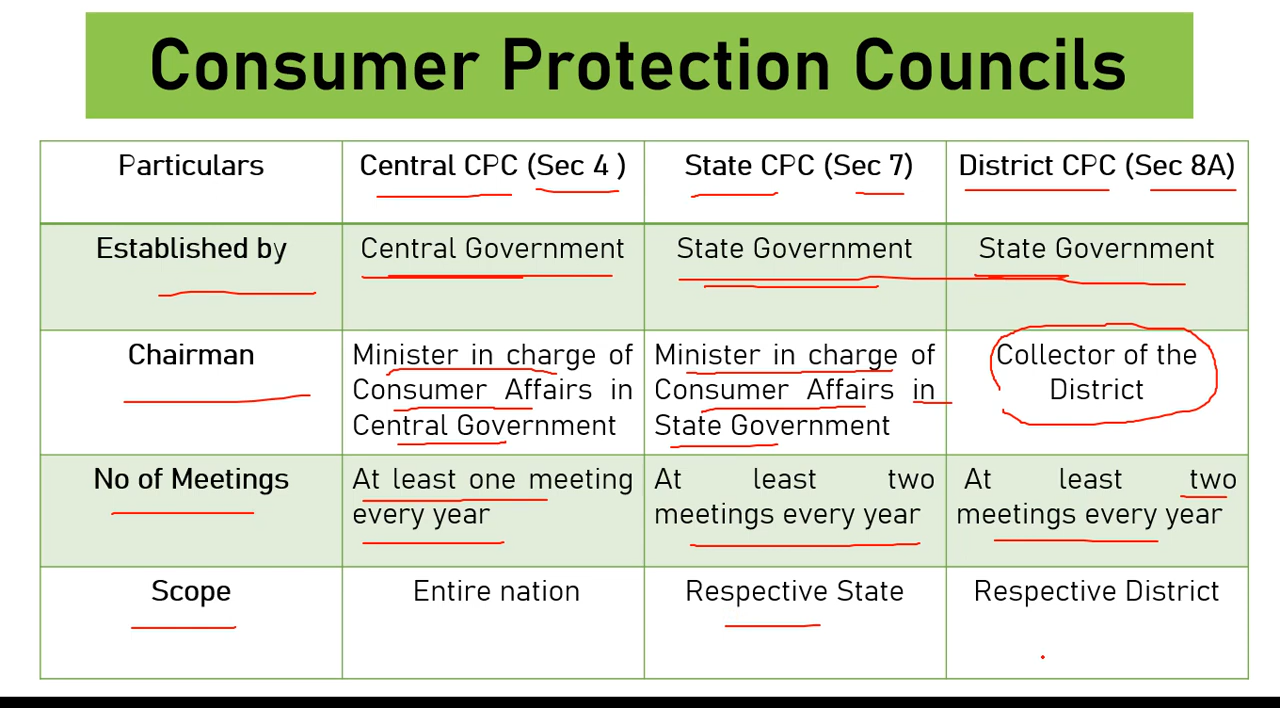 Consumer Protection Councils
Particulars
Central CPC (Sec 4 )
State CPC (Sec 7)
District CPC (Sec 8A)
Established by
Central Government
State Government
State Government
Chairman
Minister in charge of
Consumer Affairs in
Central Government
Minister in charge of
Consumer Affairs in
State Government
Collector of the
District
No of Meetings
At least one meeting
every year
At least two
meetings every year
At least two
meetings every year
Scope
Entire nation
Respective State
Respective District